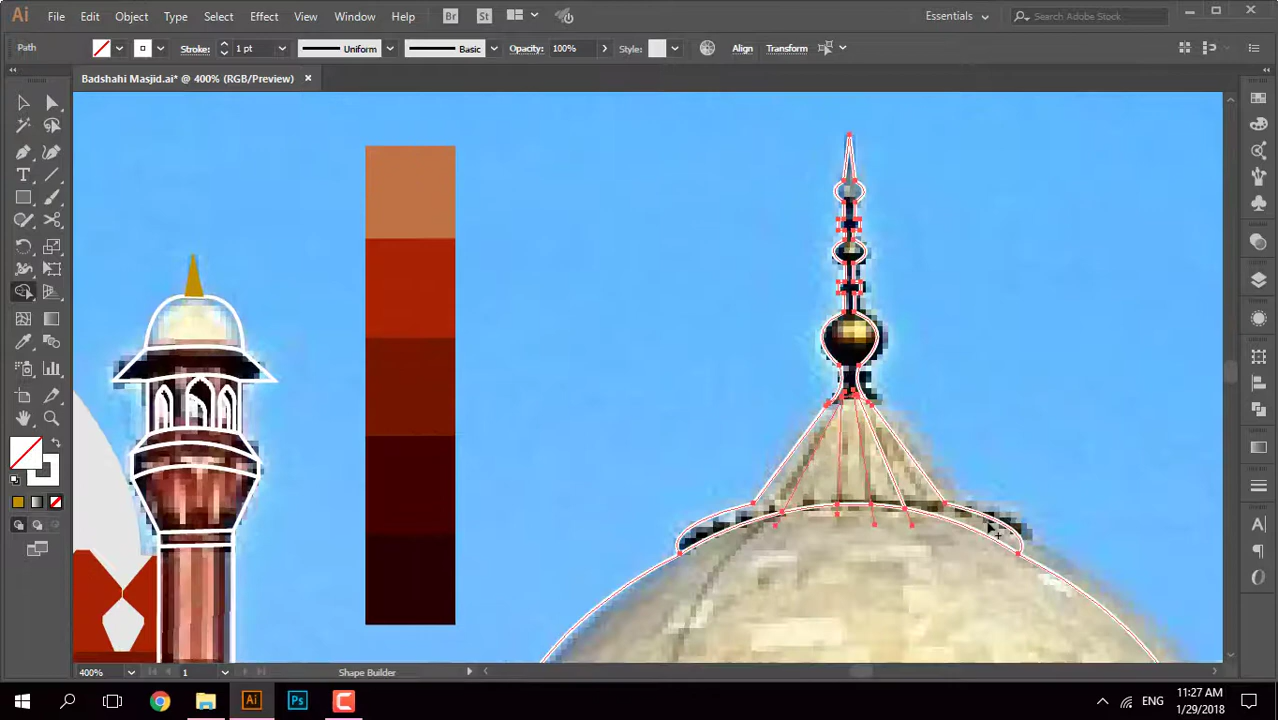 Ai File Edit Object Type Select Effect View Window Help Br St Essentials Search Adobe Stock
Path Stroke: 1 pt Uniform Basic Opacity: 100% Style: Align Transform
Badshahi Masjid.ai* @ 400% (RGB/Preview)
400% 1 Shape Builder
Ai Ps ENG 11:27 AM
1/29/2018